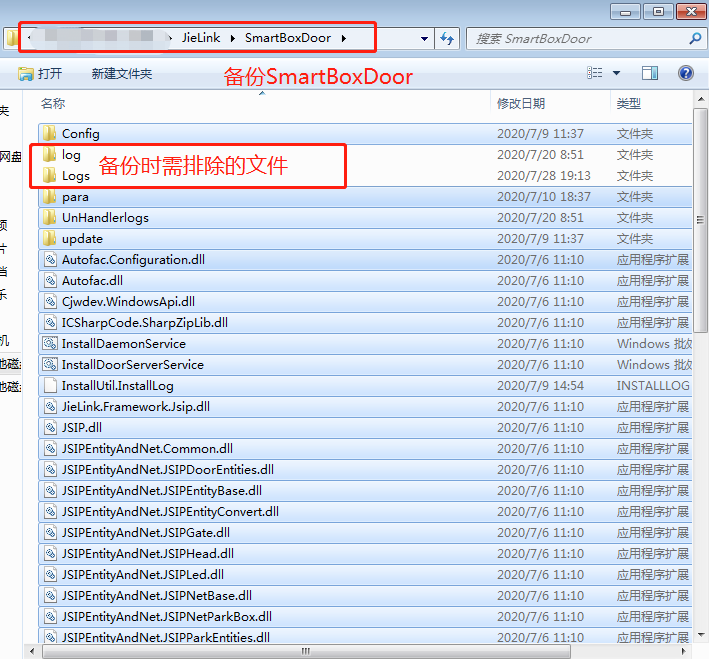 JieLink SmartBoxDoor
搜索 SmartBoxDoor
打开 新建文件夹 备份SmartBoxDoor
名称 修改日期 类型
Config 2020/7/9 11:37 文件夹
log 2020/7/20 8:51 文件夹
备份时需排除的文件
Logs 2020/7/28 19:13 文件夹
para 2020/7/10 18:37 文件夹
UnHandlerlogs 2020/7/20 8:51 文件夹
update 2020/7/9 11:37 文件夹
Autofac.Configuration.dll 2020/7/6 11:10 应用程序扩展
Autofac.dll 2020/7/6 11:10 应用程序扩展
Cjwdev.WindowsApi.dll 2020/7/6 11:10 应用程序扩展
ICSharpCode.SharpZipLib.dll 2020/7/6 11:10 应用程序扩展
InstallDaemonService 2020/7/6 11:10 Windows 批
InstallDoorServerService 2020/7/6 11:10 Windows 批
InstallUtil.InstallLog 2020/7/9 14:54 INSTALLLOG
JieLink.Framework.Jsip.dll 2020/7/6 11:10 应用程序扩展
JSIP.dll 2020/7/6 11:10 应用程序扩展
JSIPEntityAndNet.Common.dll 2020/7/6 11:10 应用程序扩展
JSIPEntityAndNet.JSIPDoorEntities.dll 2020/7/6 11:10 应用程序扩展
JSIPEntityAndNet.JSIPEntityBase.dll 2020/7/6 11:10 应用程序扩展
JSIPEntityAndNet.JSIPEntityConvert.dll 2020/7/6 11:10 应用程序扩展
JSIPEntityAndNet.JSIPGate.dll 2020/7/6 11:10 应用程序扩展
JSIPEntityAndNet.JSIPHead.dll 2020/7/6 11:10 应用程序扩展
JSIPEntityAndNet.JSIPLed.dll 2020/7/6 11:10 应用程序扩展
JSIPEntityAndNet.JSIPNetBase.dll 2020/7/6 11:10 应用程序扩展
JSIPEntityAndNet.JSIPNetParkBox.dll 2020/7/6 11:10 应用程序扩展
JSIPEntityAndNet.JSIPParkEntities.dll 2020/7/6 11:10 应用程序扩展